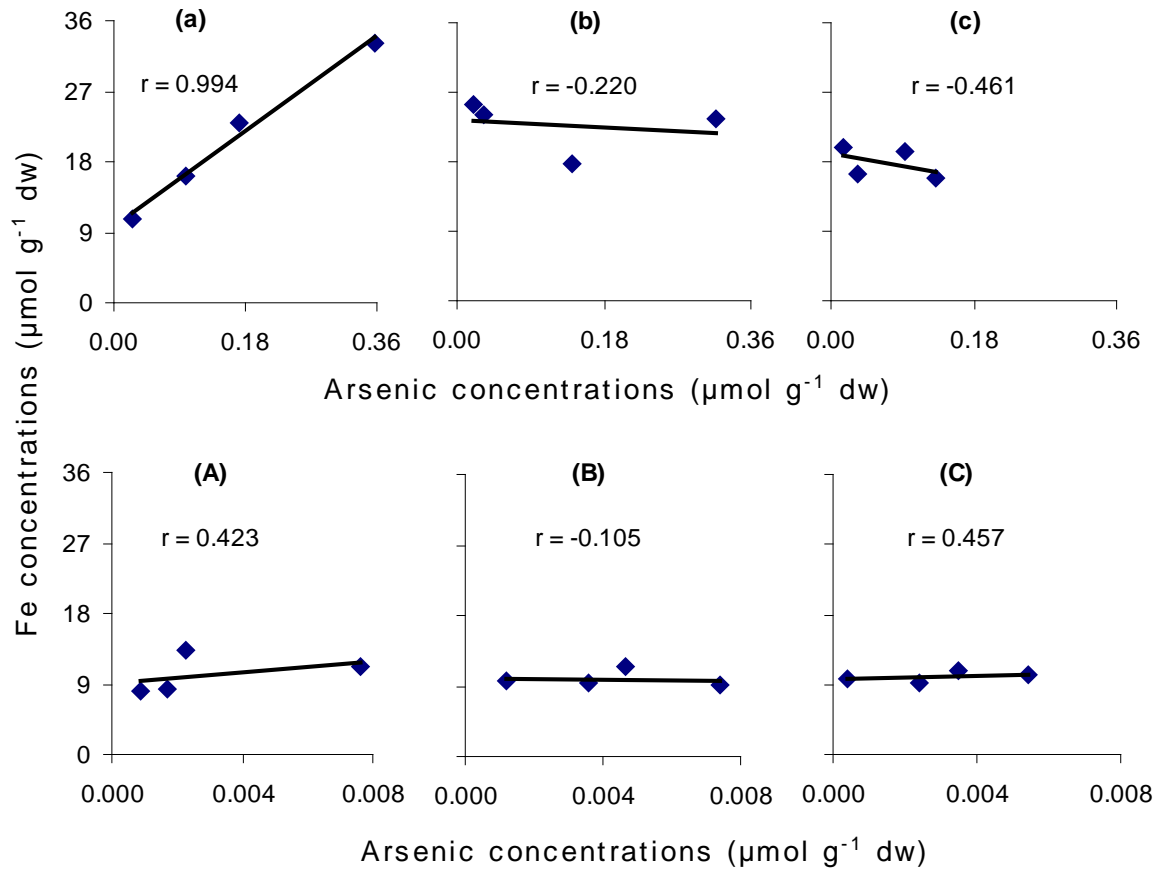 Fe concentrations (µmol g-1 dw)
(a)
(b)
(c)
r = 0.994
r = -0.220
r = -0.461
36
27
18
9
0
0.00 0.18 0.36
0.00 0.18 0.36
0.00 0.18 0.36
Arsenic concentrations (µmol g-1 dw)
(A)
(B)
(C)
r = 0.423
r = -0.105
r = 0.457
36
27
18
9
0
0.000 0.004 0.008
0.000 0.004 0.008
0.000 0.004 0.008
Arsenic concentrations (µmol g-1 dw)